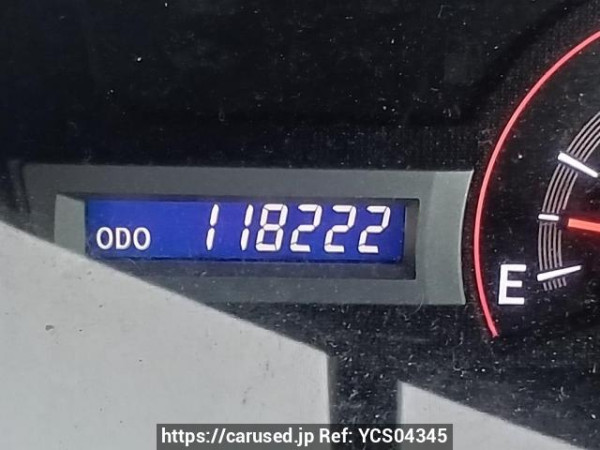 ODO 118222
E
https://carused.jp Ref: YCS04345